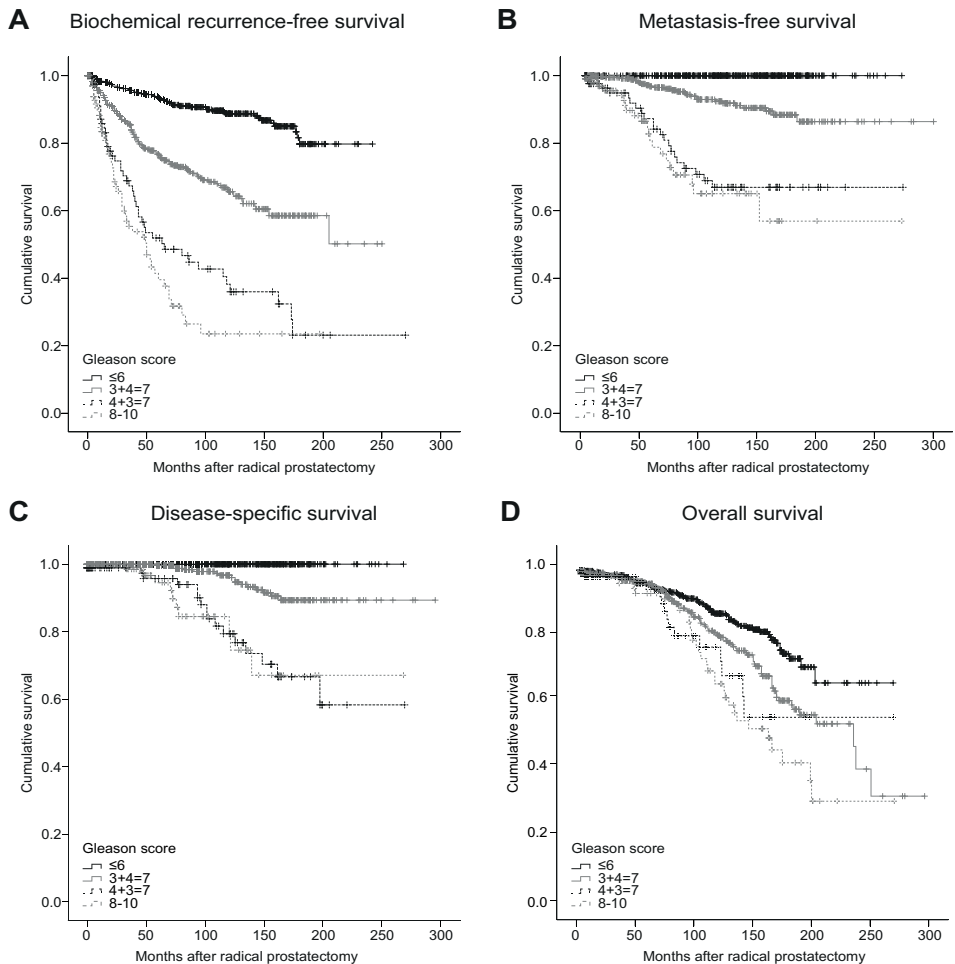 A Biochemical recurrence-free survival
1.0
0.8
0.6
0.4
0.2
0.0
Cumulative survival
Gleason score
≤6
3+4=7
4+3=7
8-10
0 50 100 150 200 250 300
Months after radical prostatectomy
B Metastasis-free survival
1.0
0.8
0.6
0.4
0.2
0.0
Cumulative survival
Gleason score
≤6
3+4=7
4+3=7
8-10
0 50 100 150 200 250 300
Months after radical prostatectomy
C Disease-specific survival
1.0
0.8
0.6
0.4
0.2
0.0
Cumulative survival
Gleason score
≤6
3+4=7
4+3=7
8-10
0 50 100 150 200 250 300
Months after radical prostatectomy
D Overall survival
1.0
0.8
0.6
0.4
0.2
0.0
Cumulative survival
Gleason score
≤6
3+4=7
4+3=7
8-10
0 50 100 150 200 250 300
Months after radical prostatectomy